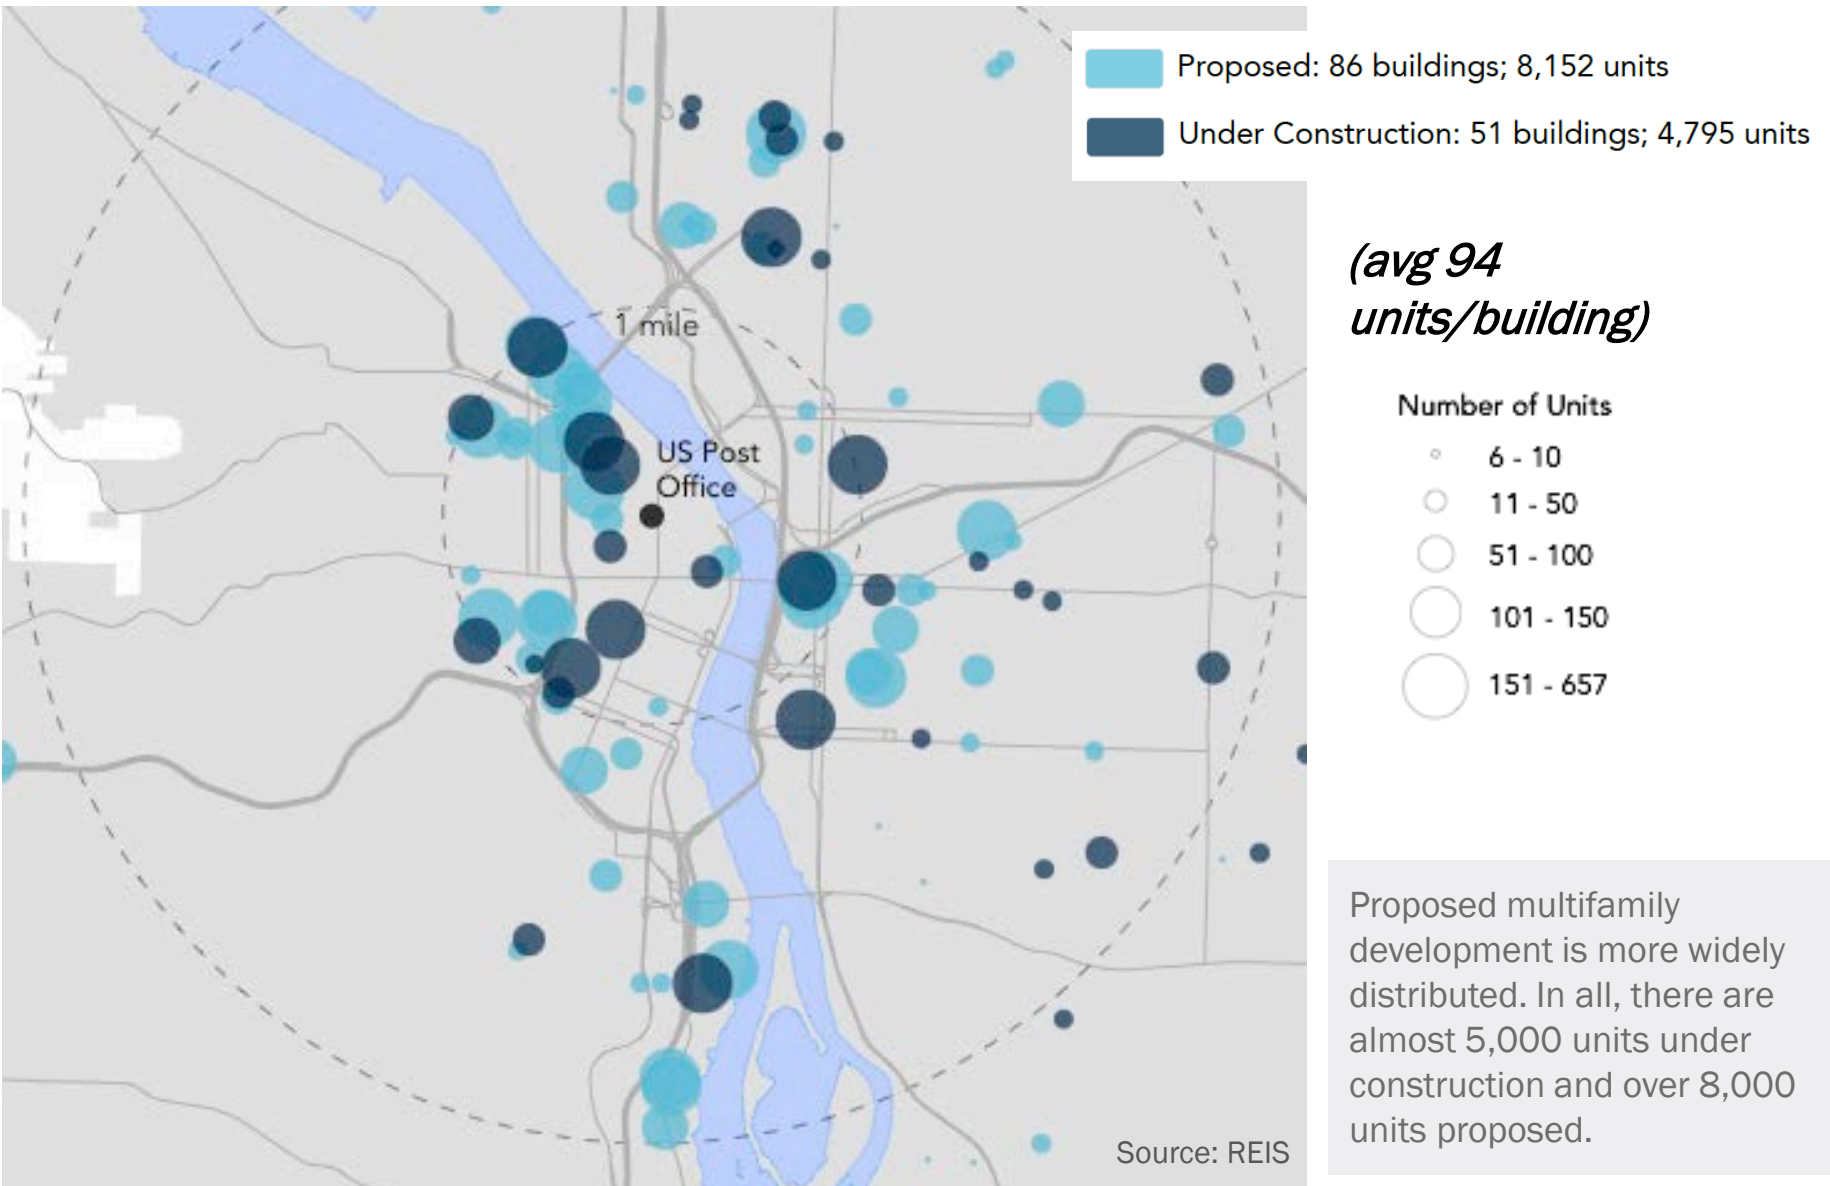 Proposed: 86 buildings; 8,152 units
Under Construction: 51 buildings; 4,795 units
(avg 94
units/building)
1 mile
US Post
Office
Number of Units
6 - 10
11 - 50
51 - 100
101 - 150
151 - 657
Proposed multifamily
development is more widely
distributed. In all, there are
almost 5,000 units under
construction and over 8,000
units proposed.
Source: REIS